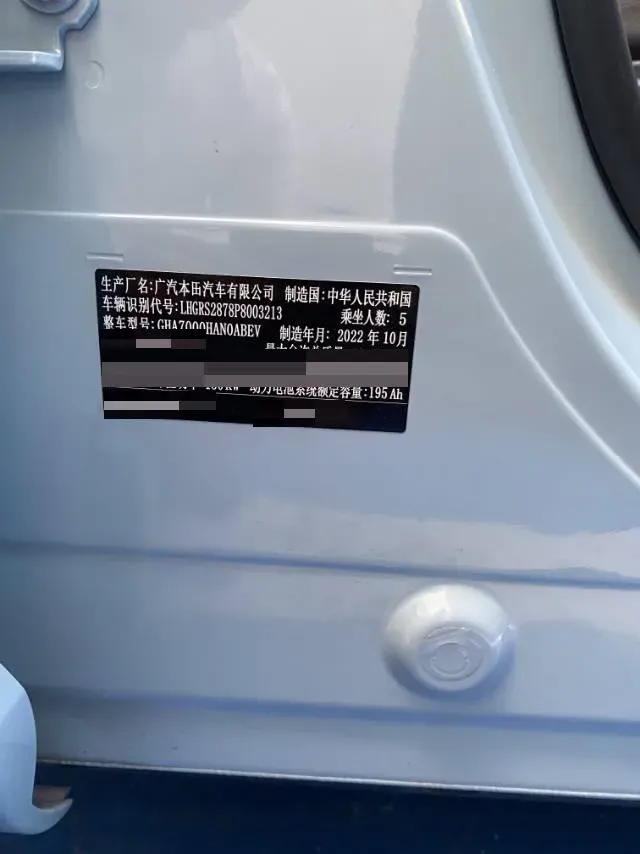 生产厂名:广汽本田汽车有限公司 制造国:中华人民共和国
车辆识别代号:LHGRS2878P8003213 乘坐人数: 5
整车型号:GHA7000HAN0ABEV 制造年月: 2022 年 10月
动力电池系统额定容量:195 Ah